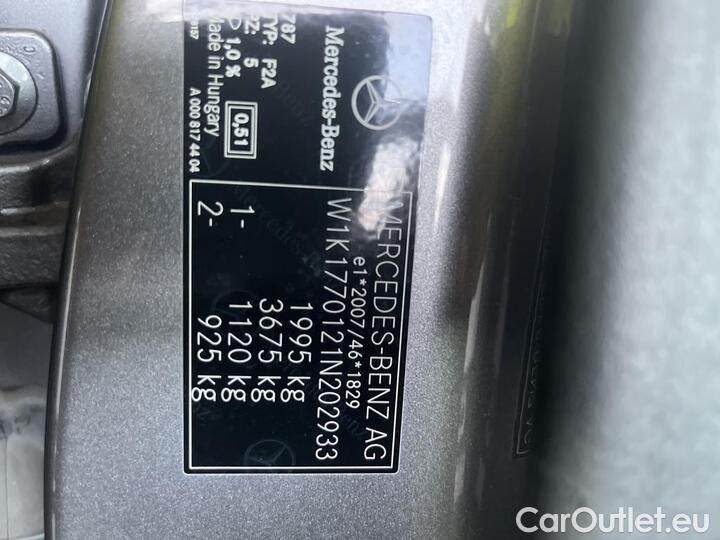 MERCEDES-BENZ AG
e1*2007/46*1829
W1K1770121N202933
1995 kg
3675 kg
1- 1120 kg
2- 925 kg
Mercedes-Benz
787
TYP: F2A
PZ: 5
D 1,0 % 0,51
Made in Hungary
A 000 817 44 04
CarOutlet.eu